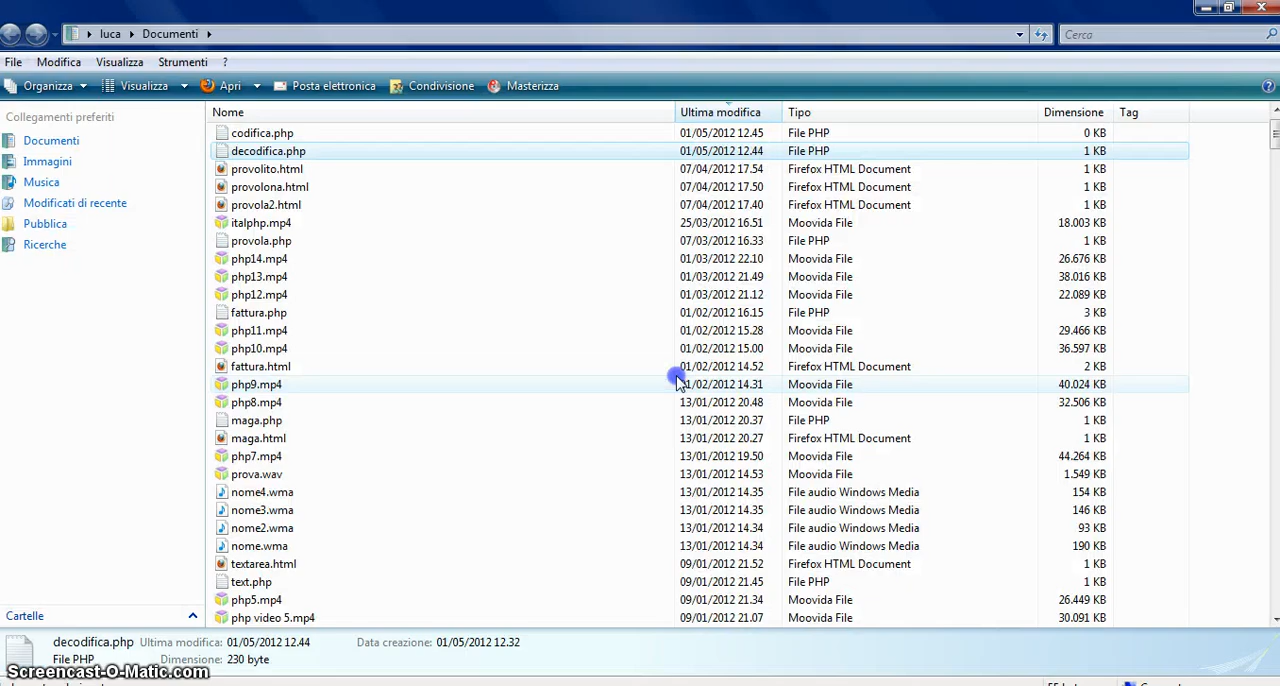 luca Documenti
Cerca
File Modifica Visualizza Strumenti ?
Organizza Visualizza Apri Posta elettronica Condivisione Masterizza
Collegamenti preferiti
Documenti
Immagini
Musica
Modificati di recente
Pubblica
Ricerche
Cartelle
Nome Ultima modifica Tipo Dimensione Tag
codifica.php 01/05/2012 12.45 File PHP 0 KB
decodifica.php 01/05/2012 12.44 File PHP 1 KB
provolito.html 07/04/2012 17.54 Firefox HTML Document 1 KB
provolona.html 07/04/2012 17.50 Firefox HTML Document 1 KB
provola2.html 07/04/2012 17.40 Firefox HTML Document 1 KB
italphp.mp4 25/03/2012 16.51 Moovida File 18.003 KB
provola.php 07/03/2012 16.33 File PHP 1 KB
php14.mp4 01/03/2012 22.10 Moovida File 26.676 KB
php13.mp4 01/03/2012 21.49 Moovida File 38.016 KB
php12.mp4 01/03/2012 21.12 Moovida File 22.089 KB
fattura.php 01/02/2012 16.15 File PHP 3 KB
php11.mp4 01/02/2012 15.28 Moovida File 29.466 KB
php10.mp4 01/02/2012 15.00 Moovida File 36.597 KB
fattura.html 01/02/2012 14.52 Firefox HTML Document 2 KB
php9.mp4 01/02/2012 14.31 Moovida File 40.024 KB
php8.mp4 13/01/2012 20.48 Moovida File 32.506 KB
maga.php 13/01/2012 20.37 File PHP 1 KB
maga.html 13/01/2012 20.27 Firefox HTML Document 1 KB
php7.mp4 13/01/2012 19.50 Moovida File 44.264 KB
prova.wav 13/01/2012 14.53 Moovida File 1.549 KB
nome4.wma 13/01/2012 14.35 File audio Windows Media 154 KB
nome3.wma 13/01/2012 14.35 File audio Windows Media 146 KB
nome2.wma 13/01/2012 14.34 File audio Windows Media 93 KB
nome.wma 13/01/2012 14.34 File audio Windows Media 190 KB
textarea.html 09/01/2012 21.52 Firefox HTML Document 1 KB
text.php 09/01/2012 21.45 File PHP 1 KB
php5.mp4 09/01/2012 21.34 Moovida File 26.449 KB
php video 5.mp4 09/01/2012 21.07 Moovida File 30.091 KB
decodifica.php Ultima modifica: 01/05/2012 12.44 Data creazione: 01/05/2012 12.32
File PHP Dimensione: 230 byte
Screencast-O-Matic.com